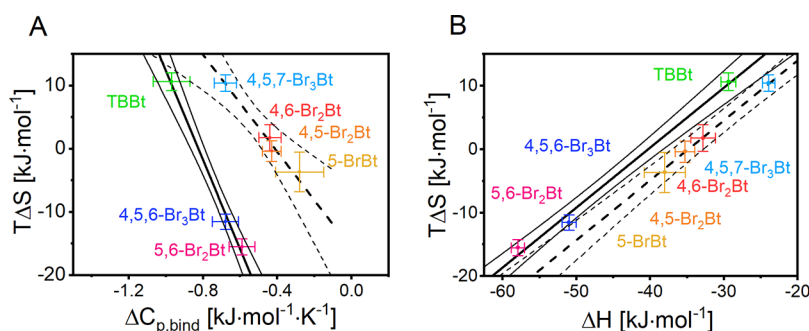 A
TΔS [kJ·mol⁻¹]
10
0
-10
-20
TBBt
4,5,7-Br₃Bt
4,6-Br₂Bt
4,5-Br₂Bt
5-BrBt
4,5,6-Br₃Bt
5,6-Br₂Bt
-1.2
-0.8
-0.4
0.0
ΔC_p,bind [kJ·mol⁻¹·K⁻¹]
B
TΔS [kJ·mol⁻¹]
10
0
-10
-20
TBBt
4,5,6-Br₃Bt
5,6-Br₂Bt
4,5,7-Br₃Bt
4,6-Br₂Bt
4,5-Br₂Bt
5-BrBt
-60
-50
-40
-30
-20
ΔH [kJ·mol⁻¹]